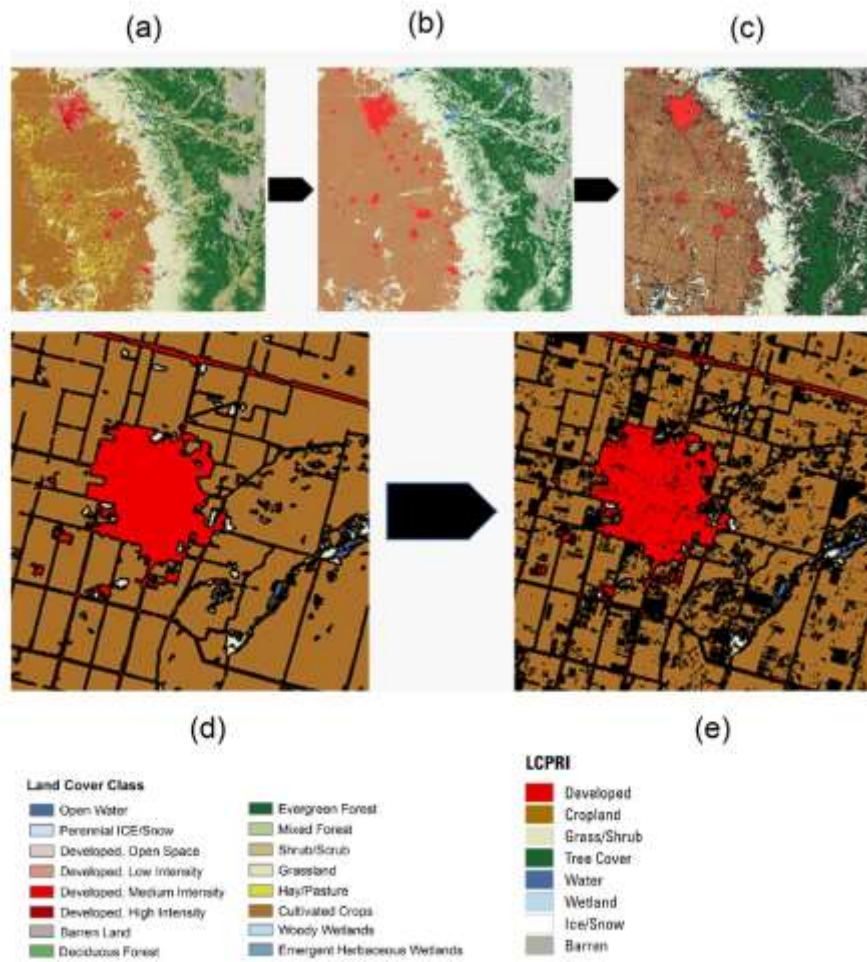 (a)
(b)
(c)
(d)
(e)
Land Cover Class
Open Water
Perennial ICE/Snow
Developed, Open Space
Developed, Low Intensity
Developed, Medium Intensity
Developed, High Intensity
Barren Land
Deciduous Forest
Evergreen Forest
Mixed Forest
Shrub/Scrub
Grassland
Hay/Pasture
Cultivated Crops
Woody Wetlands
Emergent Herbaceous Wetlands
LCPRI
Developed
Cropland
Grass/Shrub
Tree Cover
Water
Wetland
Ice/Snow
Barren